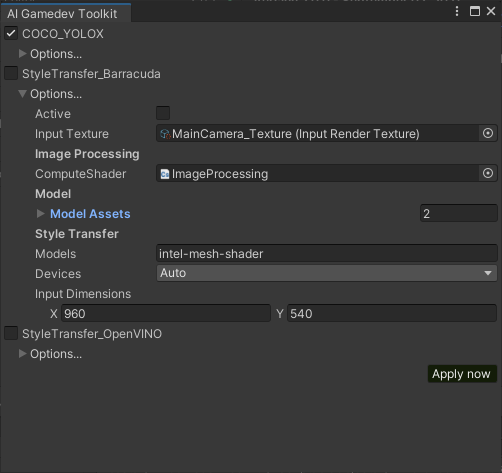 AI Gamedev Toolkit
COCO_YOLOX
Options...
StyleTransfer_Barracuda
Options...
Active
Input Texture MainCamera_Texture (Input Render Texture)
Image Processing
ComputeShader ImageProcessing
Model
Model Assets 2
Style Transfer
Models intel-mesh-shader
Devices Auto
Input Dimensions
X 960 Y 540
StyleTransfer_OpenVINO
Options...
Apply now